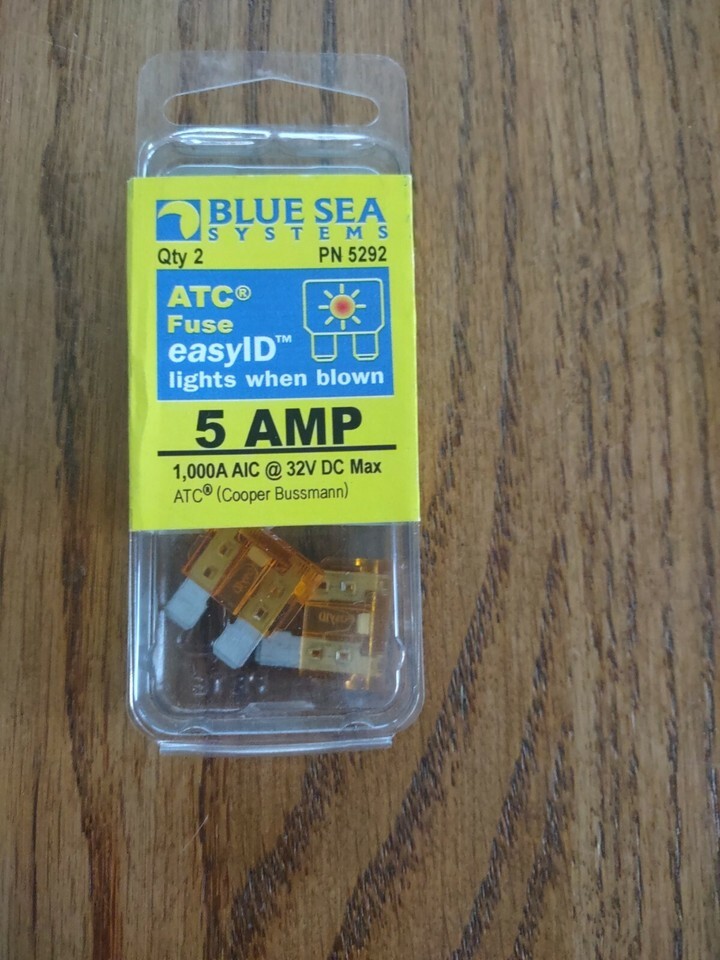 BLUE SEA
SYSTEMS
Qty 2 PN 5292
ATC®
Fuse
easyID™
lights when blown
5 AMP
1,000A AIC @ 32V DC Max
ATC® (Cooper Bussmann)